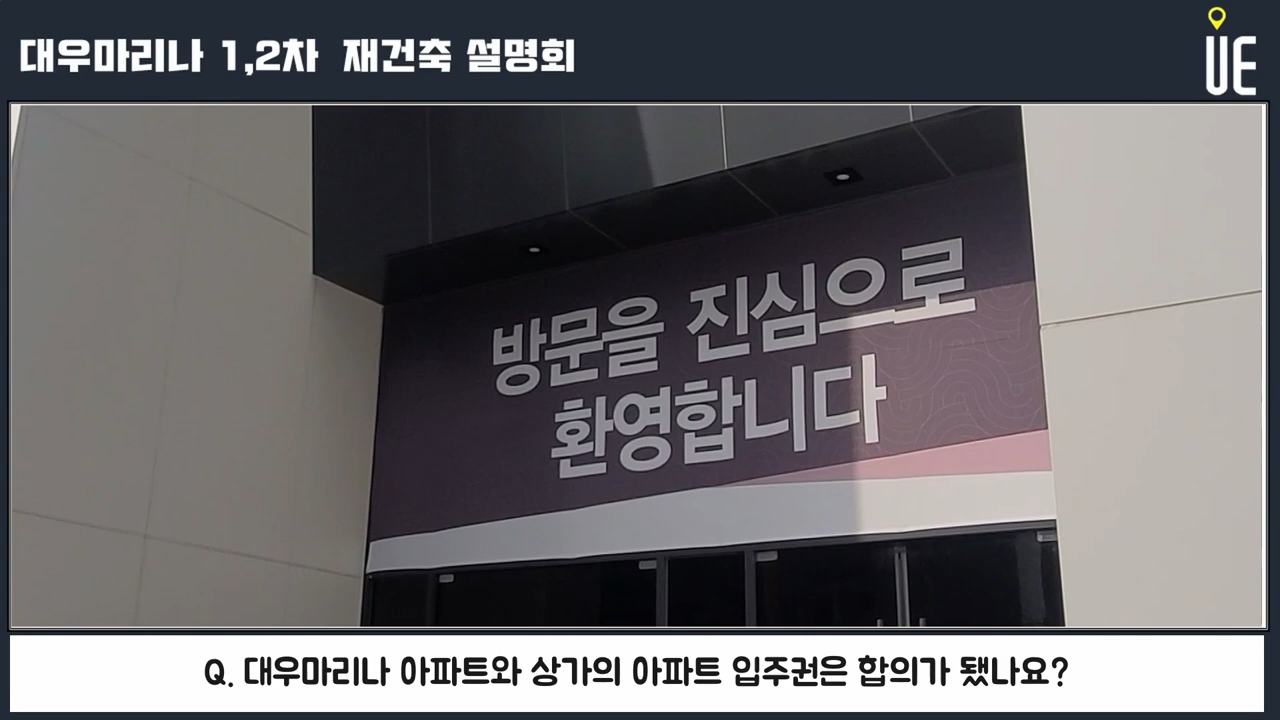 대우마리나 1,2차 재건축 설명회
UE
방문을 진심으로
환영합니다
Q. 대우마리나 아파트와 상가의 아파트 입주권은 합의가 됐나요?